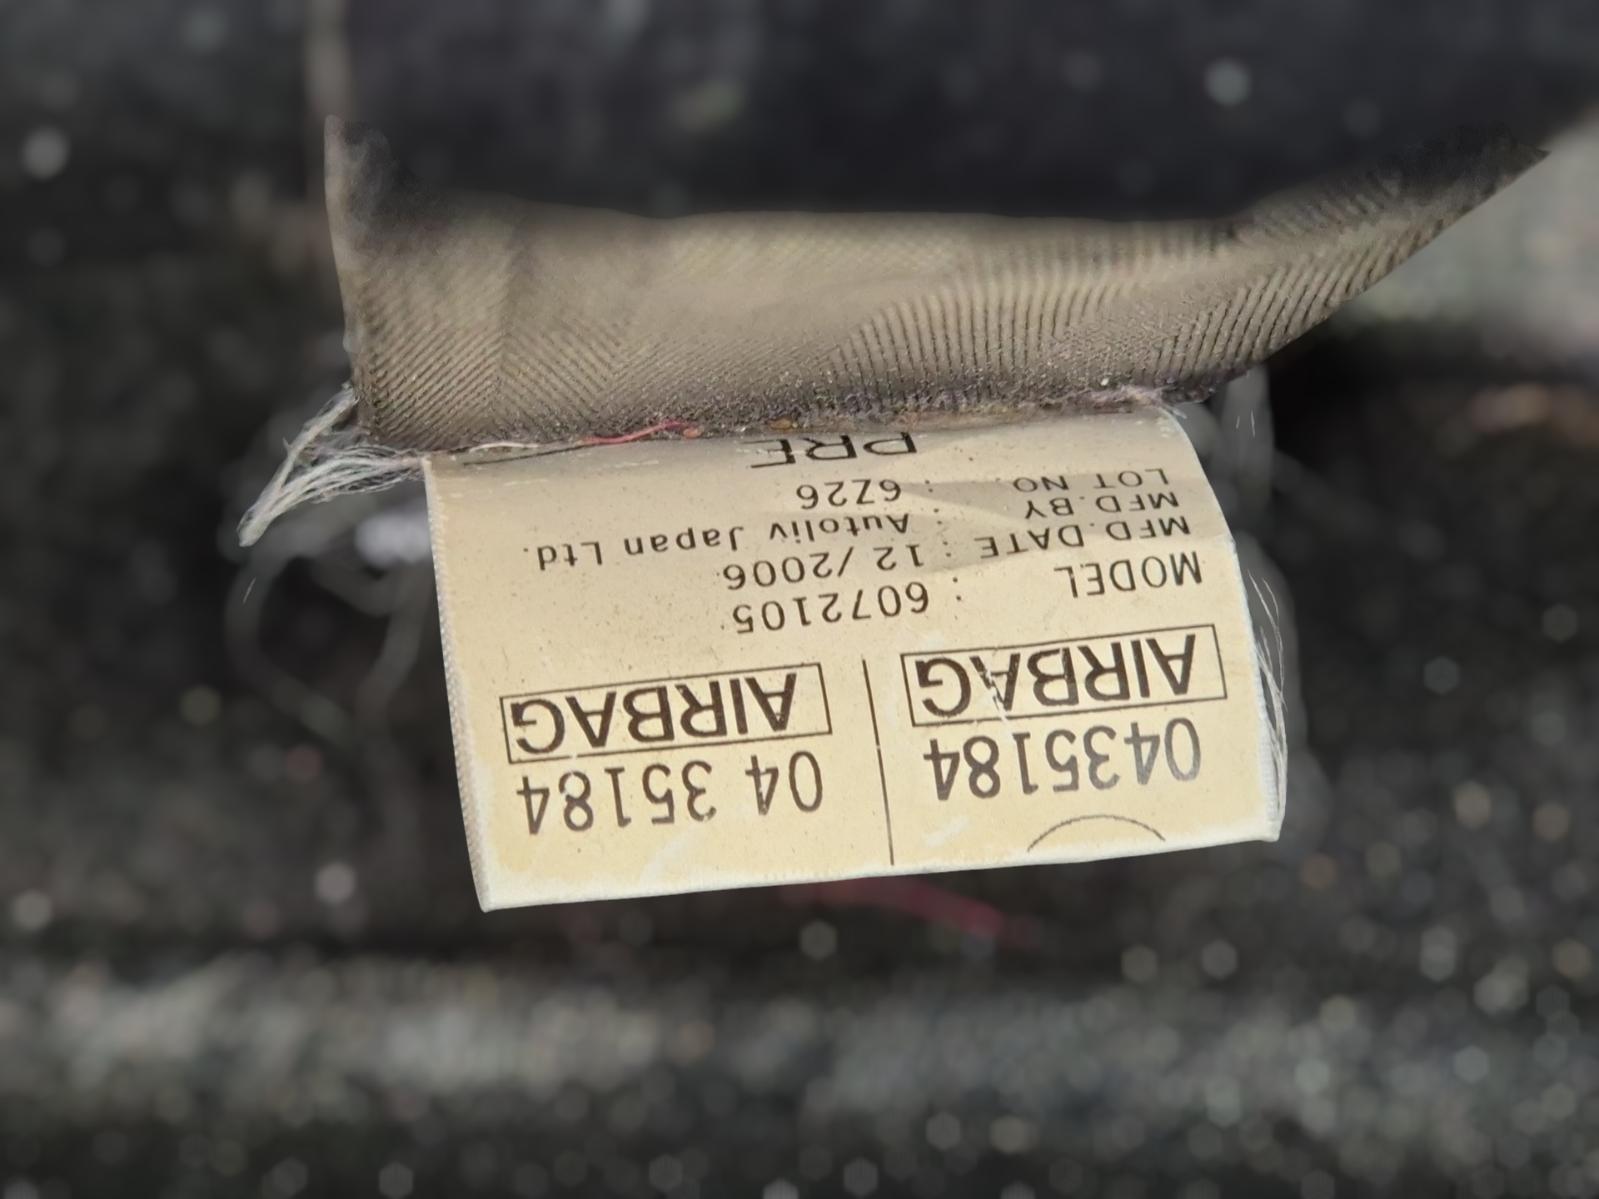 0435184 04 35184
AIRBAG AIRBAG
MODEL : 6072105
MFD.DATE : 12 /2006
MFD.BY : Autoliv Japan Ltd.
LOT NO. : 6Z26
PRE